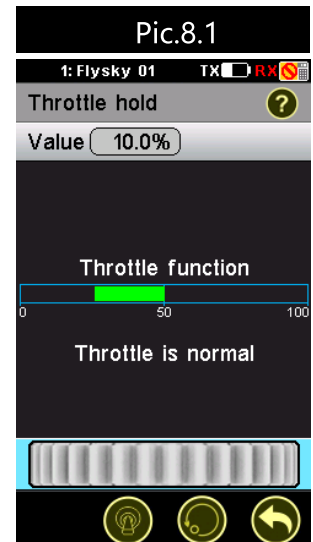 Pic.8.1
1: Flysky 01 TX RX
Throttle hold ?
Value 10.0%
Throttle function
0 50 100
Throttle is normal